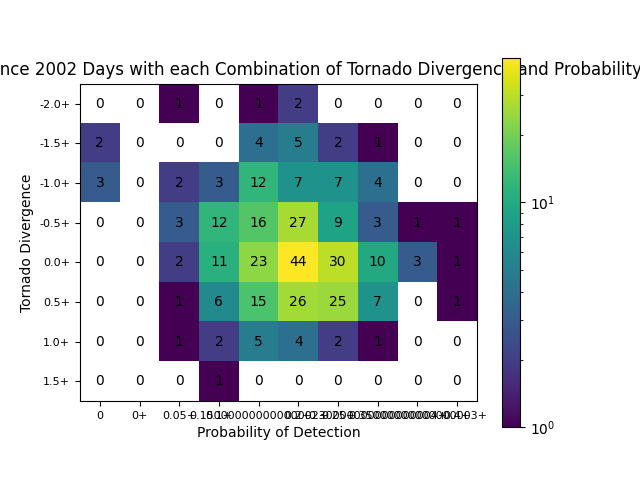 nce 2002 Days with each Combination of Tornado Divergence and Probability
-2.0+ 0 0 1 0 1 2 0 0 0 0
-1.5+ 2 0 0 0 4 5 2 1 0 0
-1.0+ 3 0 2 3 12 7 7 4 0 0
-0.5+ 0 0 3 12 16 27 9 3 1 1
0.0+ 0 0 2 11 23 44 30 10 3 1
0.5+ 0 0 1 6 15 26 25 7 0 1
1.0+ 0 0 1 2 5 4 2 1 0 0
1.5+ 0 0 0 1 0 0 0 0 0 0
0 0+ 0.05+
Tornado Divergence
Probability of Detection
10¹
10⁰